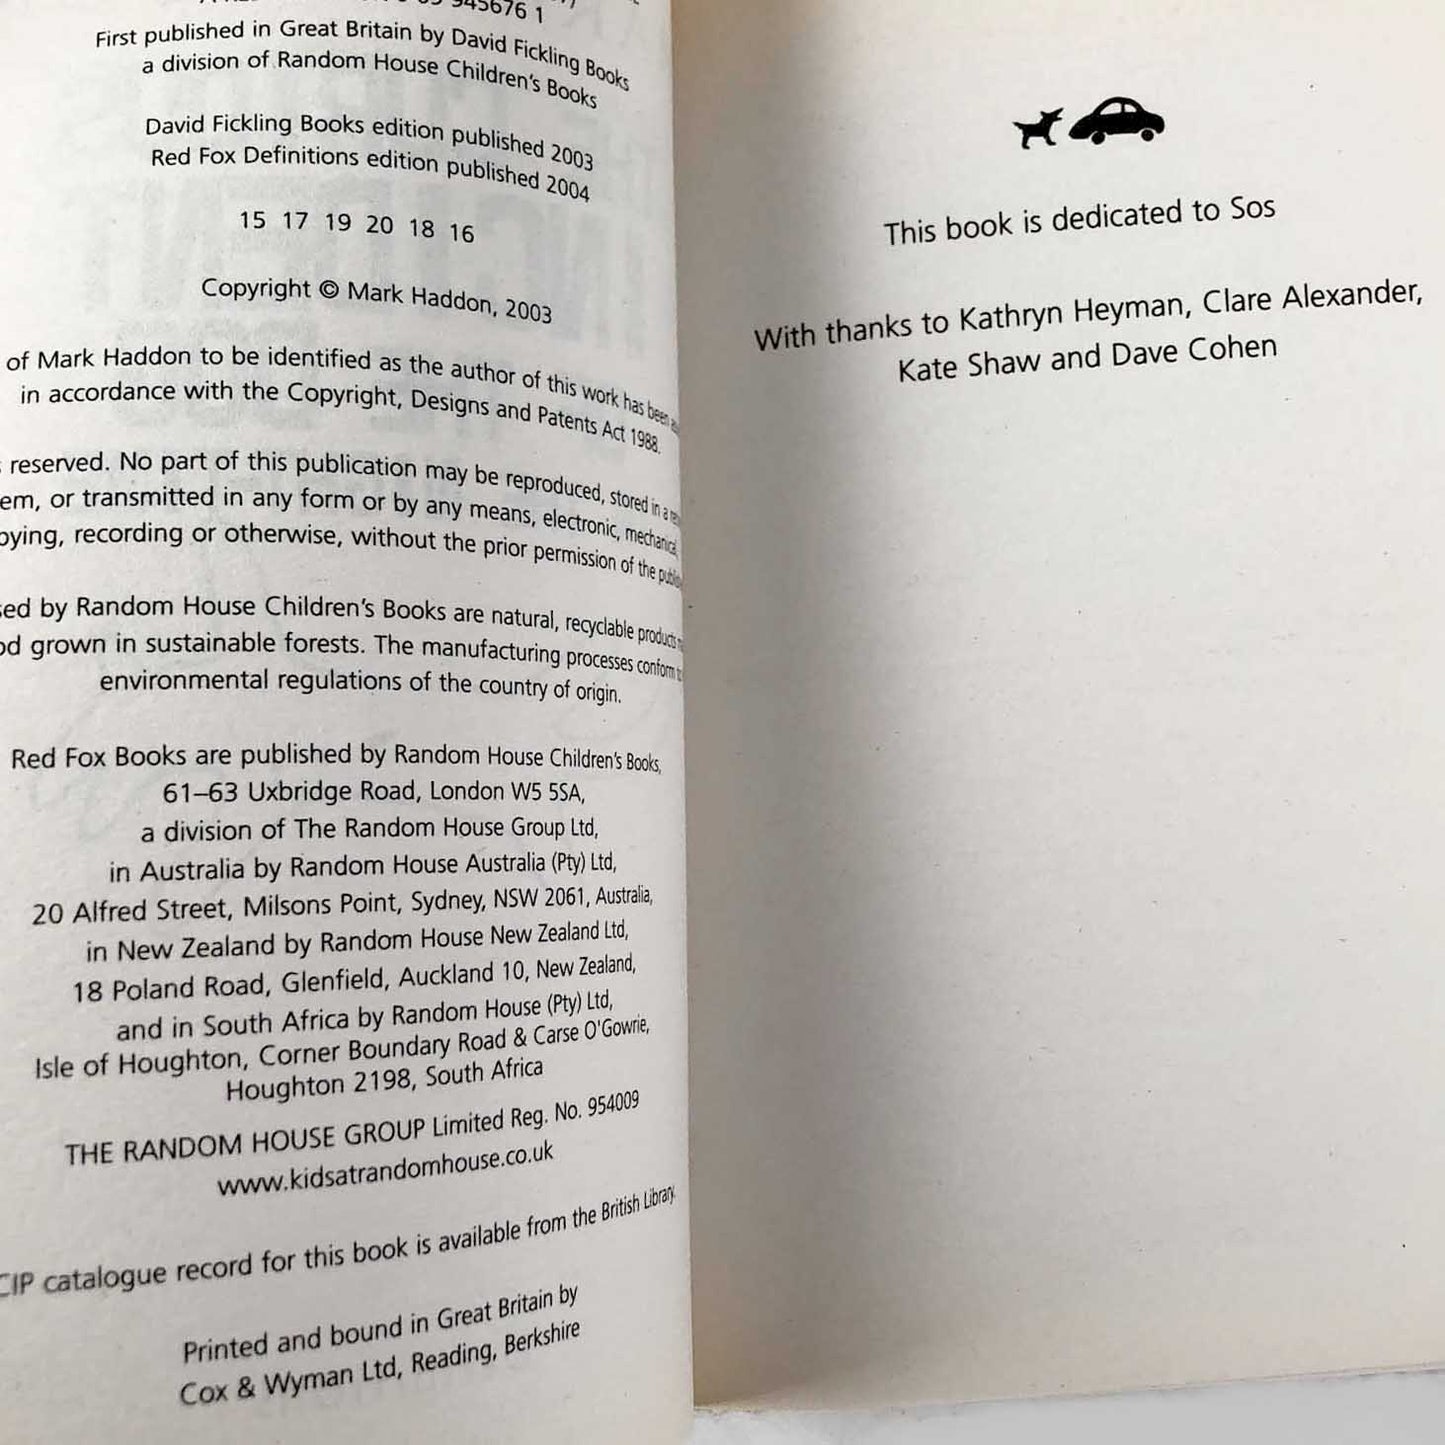 945676 1
First published in Great Britain by David Fickling Books
a division of Random House Children's Books
David Fickling Books edition published 2003
Red Fox Definitions edition published 2004
15 17 19 20 18 16
Copyright © Mark Haddon, 2003
of Mark Haddon to be identified as the author of this work has been
in accordance with the Copyright, Designs and Patents Act 1988.
reserved. No part of this publication may be reproduced, stored in a
or transmitted in any form or by any means, electronic, mechanical,
recording or otherwise, without the prior permission of the
by Random House Children's Books are natural, recyclable products
grown in sustainable forests. The manufacturing processes conform
environmental regulations of the country of origin.
Red Fox Books are published by Random House Children's Books,
61–63 Uxbridge Road, London W5 5SA,
a division of The Random House Group Ltd,
in Australia by Random House Australia (Pty) Ltd,
20 Alfred Street, Milsons Point, Sydney, NSW 2061, Australia,
in New Zealand by Random House New Zealand Ltd,
18 Poland Road, Glenfield, Auckland 10, New Zealand,
and in South Africa by Random House (Pty) Ltd,
Isle of Houghton, Corner Boundary Road & Carse O'Gowrie,
Houghton 2198, South Africa
THE RANDOM HOUSE GROUP Limited Reg. No. 954009
www.kidsatrandomhouse.co.uk
CIP catalogue record for this book is available from the British Library.
Printed and bound in Great Britain by
Cox & Wyman Ltd, Reading, Berkshire
This book is dedicated to Sos
With thanks to Kathryn Heyman, Clare Alexander,
Kate Shaw and Dave Cohen